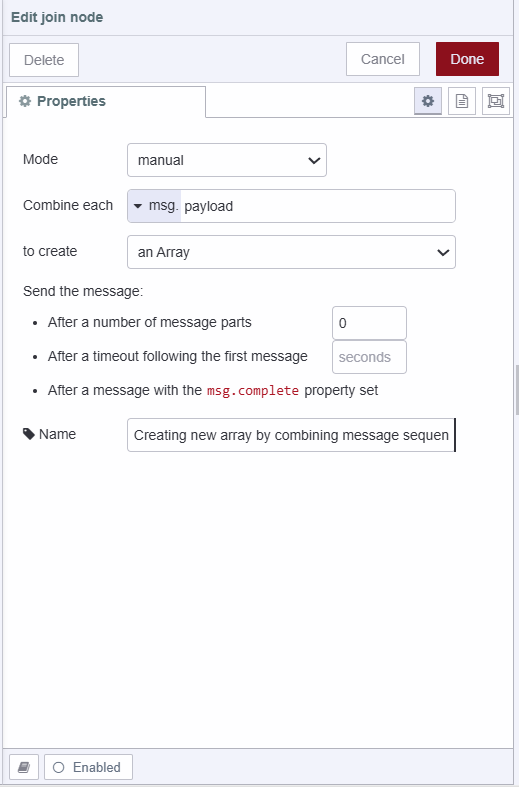 Edit join node
Delete
Cancel
Done
Properties
Mode
manual
Combine each
msg. payload
to create
an Array
Send the message:
• After a number of message parts
0
• After a timeout following the first message
seconds
• After a message with the msg.complete property set
Name
Creating new array by combining message sequen
Enabled